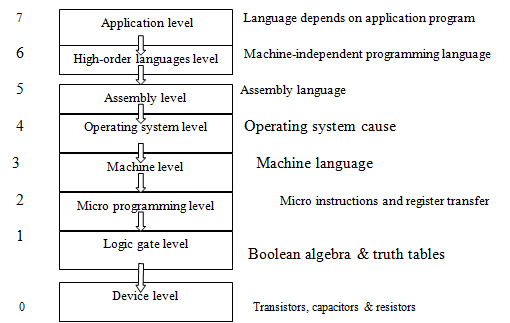 7 Application level Language depends on application program
6 High-order languages level Machine-independent programming language
5 Assembly level Assembly language
4 Operating system level Operating system cause
3 Machine level Machine language
2 Micro programming level Micro instructions and register transfer
1 Logic gate level Boolean algebra & truth tables
0 Device level Transistors, capacitors & resistors